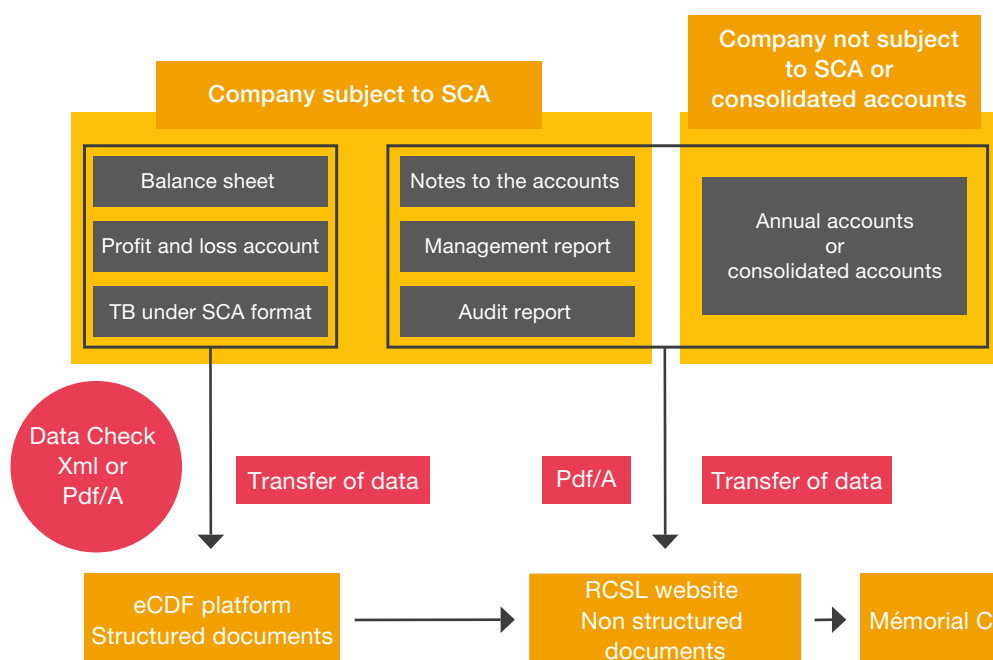 Company subject to SCA
Company not subject
to SCA or
consolidated accounts
Balance sheet
Profit and loss account
TB under SCA format
Notes to the accounts
Management report
Audit report
Annual accounts
or
consolidated accounts
Data Check
Xml or
Pdf/A
Transfer of data
Pdf/A
Transfer of data
eCDF platform
Structured documents
RCSL website
Non structured
documents
Mémorial C